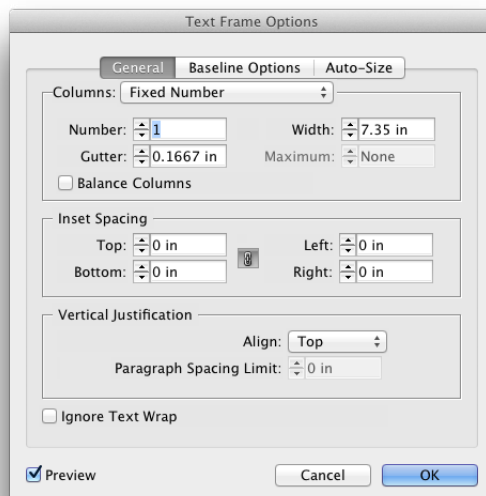 Text Frame Options
General Baseline Options Auto-Size
Columns: Fixed Number
Number: 1 Width: 7.35 in
Gutter: 0.1667 in Maximum: None
Balance Columns
Inset Spacing
Top: 0 in Left: 0 in
Bottom: 0 in Right: 0 in
Vertical Justification
Align: Top
Paragraph Spacing Limit: 0 in
Ignore Text Wrap
Preview Cancel OK